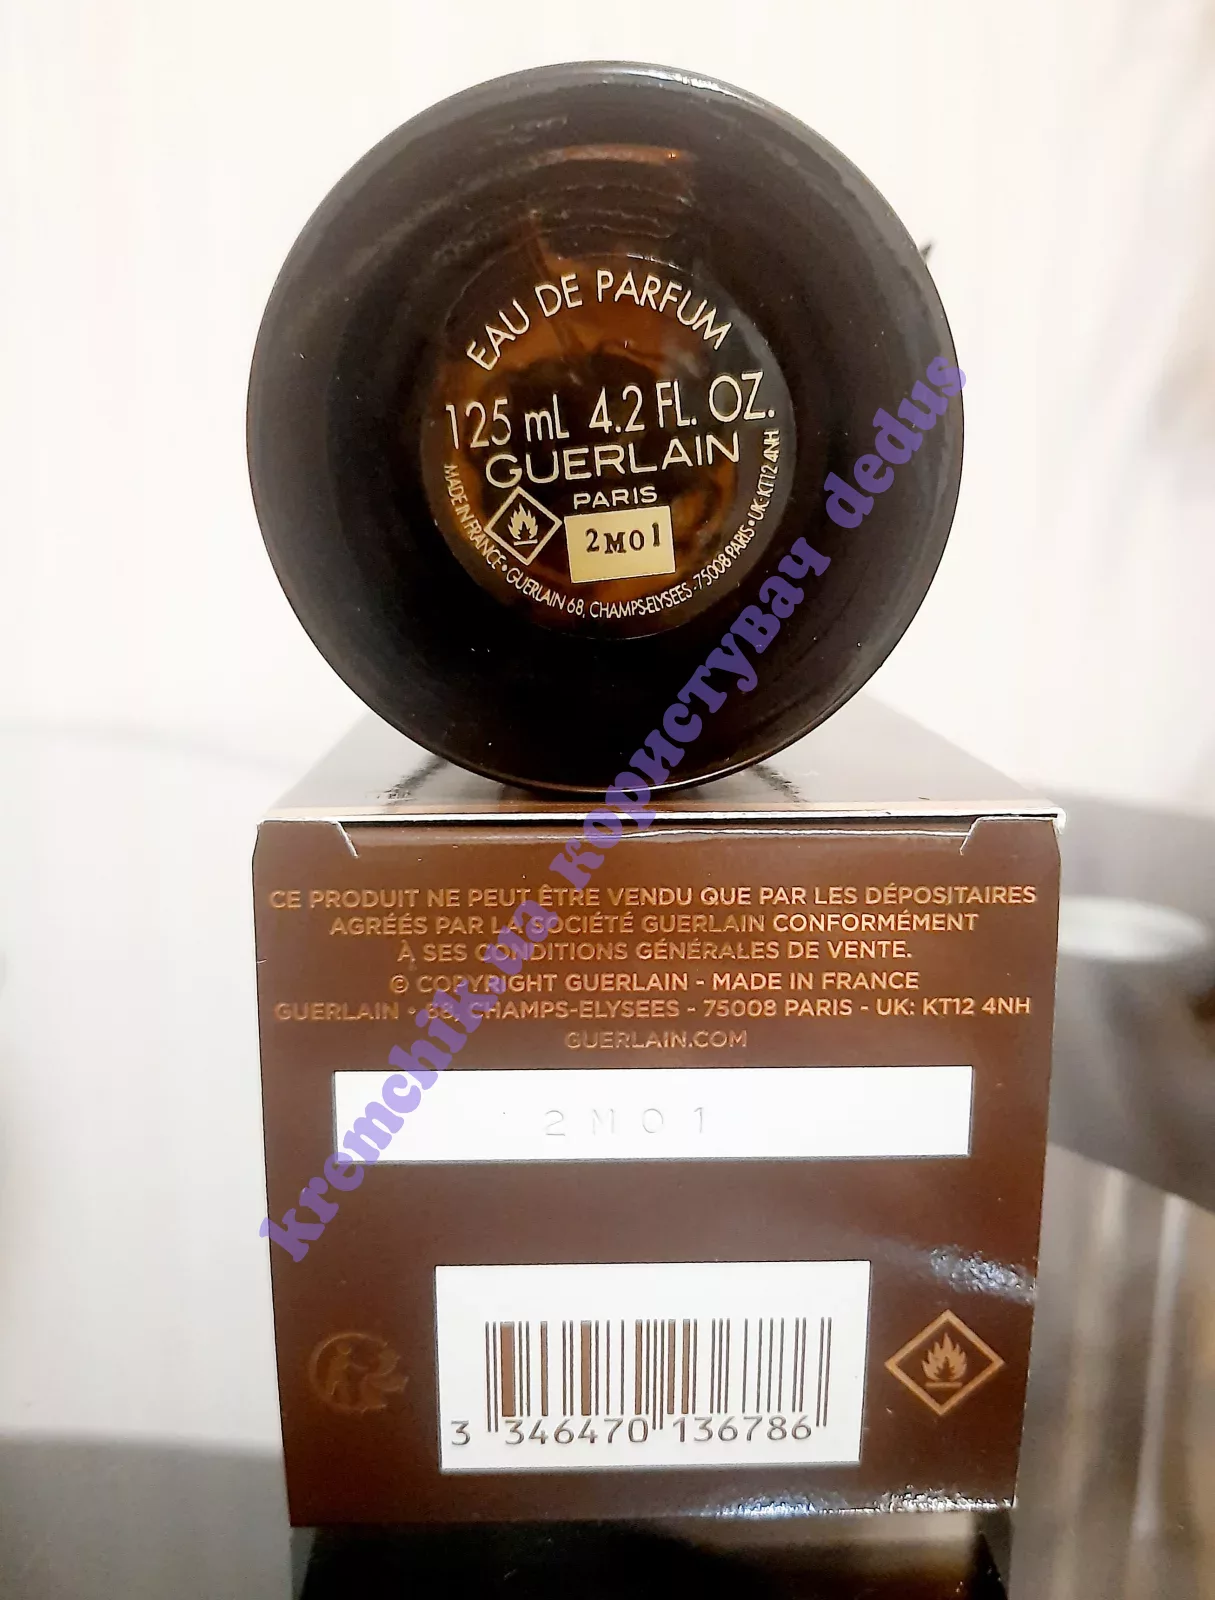 EAU DE PARFUM
125 mL 4.2 FL. OZ.
GUERLAIN
PARIS
2M01
MADE IN FRANCE • GUERLAIN 68, CHAMPS-ELYSEES - 75008 PARIS • UK: KT12 4NH
CE PRODUIT NE PEUT ÊTRE VENDU QUE PAR LES DÉPOSITAIRES
AGRÉÉS PAR LA SOCIÉTÉ GUERLAIN CONFORMÉMENT
À SES CONDITIONS GÉNÉRALES DE VENTE.
© COPYRIGHT GUERLAIN - MADE IN FRANCE
GUERLAIN • 68, CHAMPS-ELYSEES - 75008 PARIS - UK: KT12 4NH
GUERLAIN.COM
2M01
3 346470 136786
kremchik.ua користувач dedus